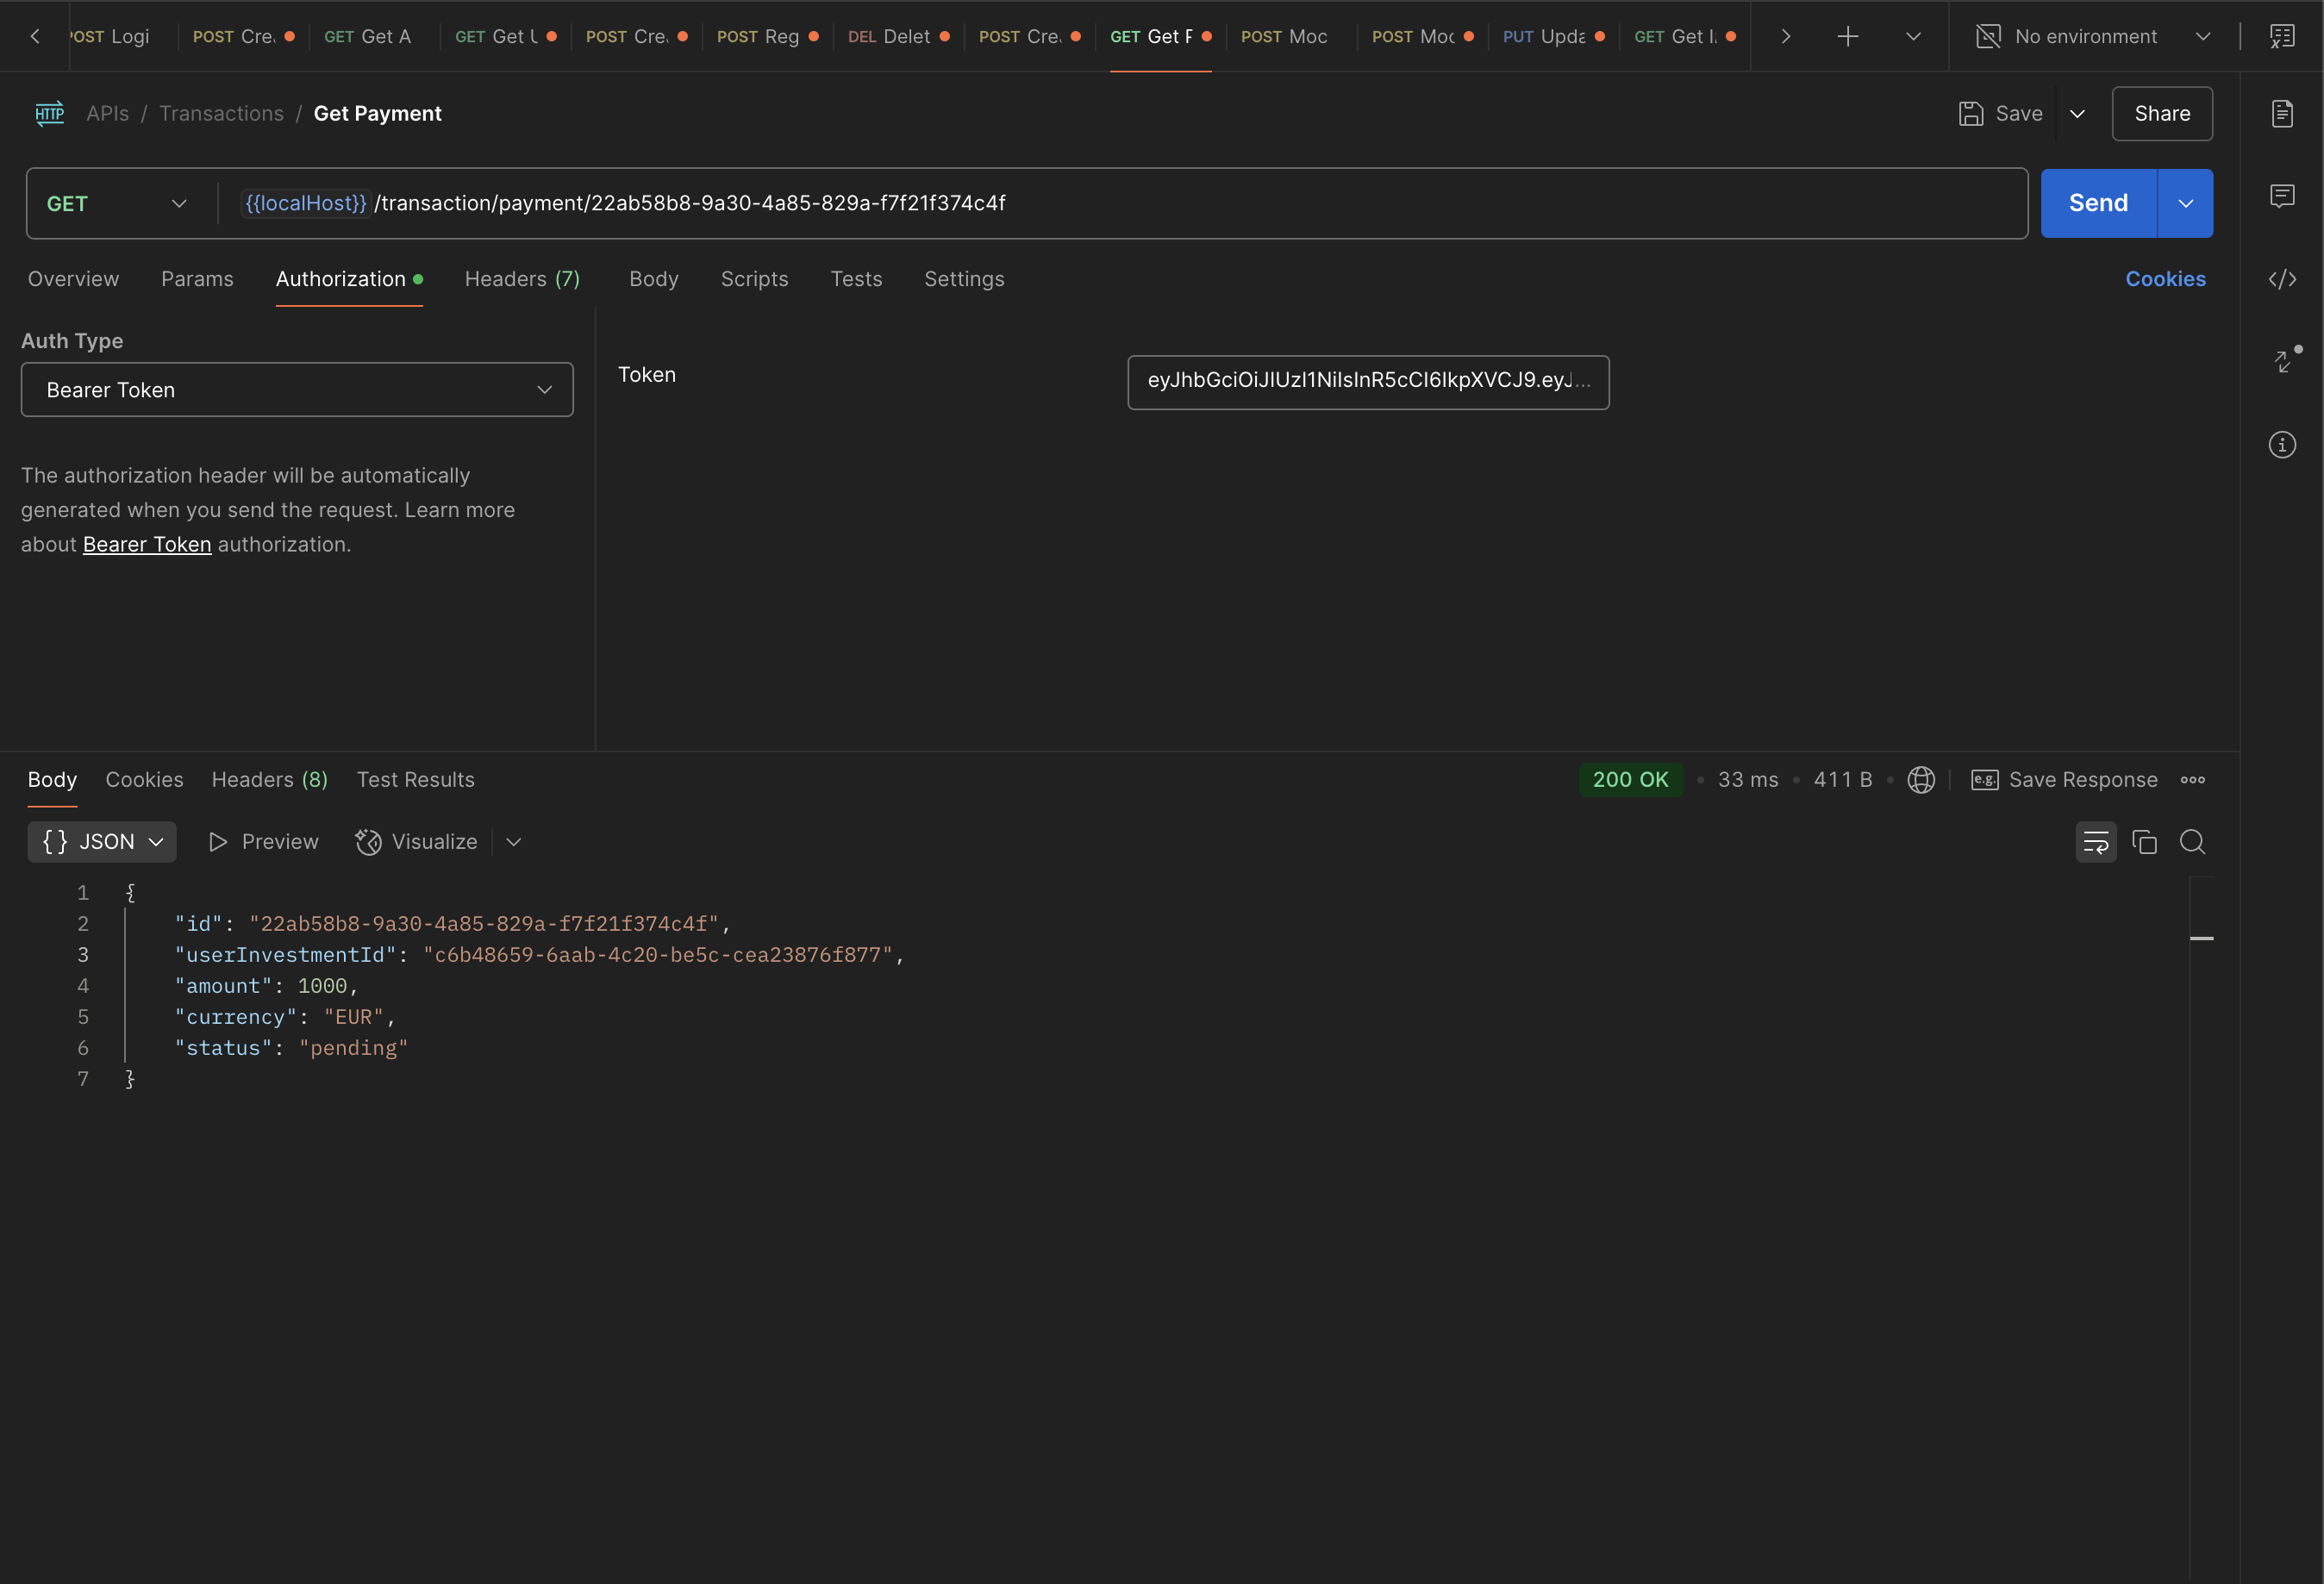 POST Logi POST Cre. GET Get A GET Get U POST Cre. POST Reg DEL Delet POST Cre. GET Get P POST Moc POST Moc PUT Upda GET Get I. No environment
HTTP APIs / Transactions / Get Payment Save Share
GET {{localHost}} /transaction/payment/22ab58b8-9a30-4a85-829a-f7f21f374c4f Send
Overview Params Authorization Headers (7) Body Scripts Tests Settings Cookies
Auth Type
Bearer Token
Token
eyJhbGciOiJIUzI1NiIsInR5cCI6IkpXVCJ9.eyJ...
The authorization header will be automatically
generated when you send the request. Learn more
about Bearer Token authorization.
Body Cookies Headers (8) Test Results 200 OK • 33 ms • 411 B • e.g. Save Response
{} JSON Preview Visualize
1 {
2 "id": "22ab58b8-9a30-4a85-829a-f7f21f374c4f",
3 "userInvestmentId": "c6b48659-6aab-4c20-be5c-cea23876f877",
4 "amount": 1000,
5 "currency": "EUR",
6 "status": "pending"
7 }